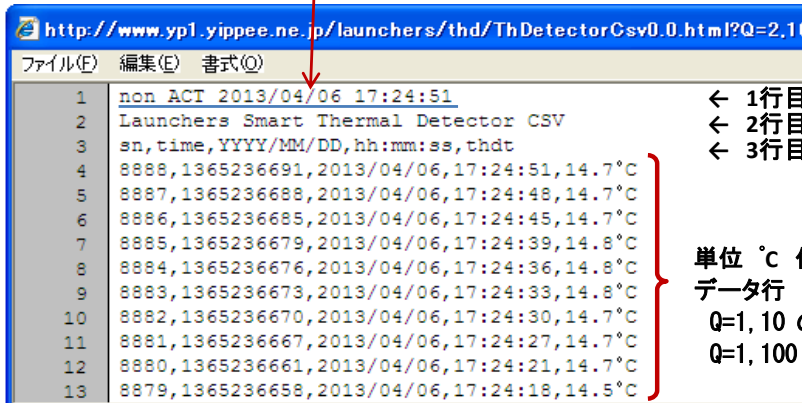 http://www.yp1.yippee.ne.jp/launchers/thd/ThDetectorCsv0.0.html?Q=2,1
ファイル(F) 編集(E) 書式(O)
1 non ACT 2013/04/06 17:24:51 ← 1行目
2 Launchers Smart Thermal Detector CSV ← 2行目
3 sn,time,YYYY/MM/DD,hh:mm:ss,thdt ← 3行目
4 8888,1365236691,2013/04/06,17:24:51,14.7℃
5 8887,1365236688,2013/04/06,17:24:48,14.7℃
6 8886,1365236685,2013/04/06,17:24:45,14.7℃
7 8885,1365236679,2013/04/06,17:24:39,14.8℃
8 8884,1365236676,2013/04/06,17:24:36,14.8℃
単位 ℃
9 8883,1365236673,2013/04/06,17:24:33,14.8℃
データ行
10 8882,1365236670,2013/04/06,17:24:30,14.7℃
Q=1,10
11 8881,1365236667,2013/04/06,17:24:27,14.7℃
Q=1,100
12 8880,1365236661,2013/04/06,17:24:21,14.7℃
13 8879,1365236658,2013/04/06,17:24:18,14.5℃